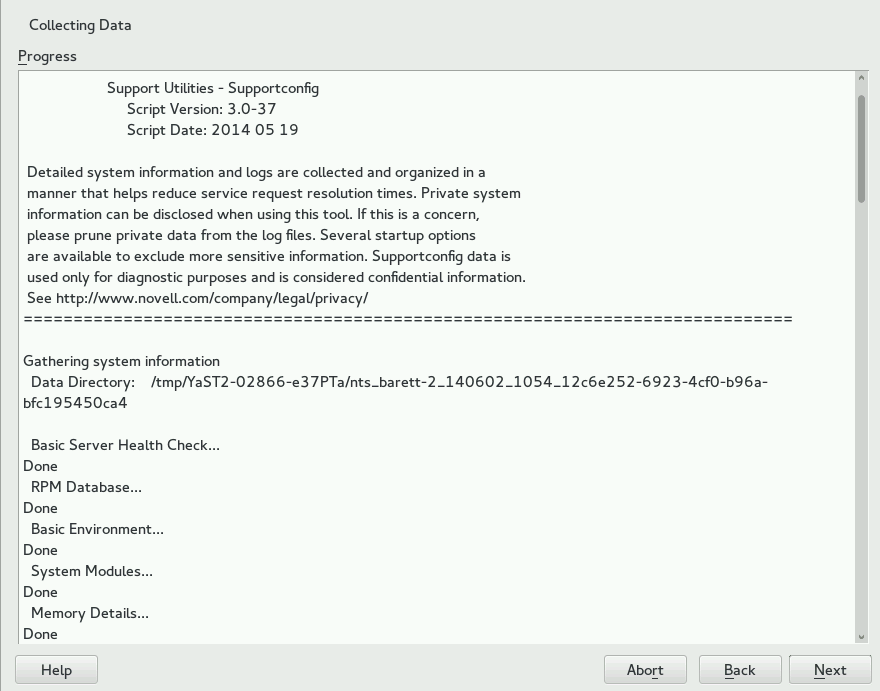 Collecting Data
Progress
Support Utilities - Supportconfig
Script Version: 3.0-37
Script Date: 2014 05 19
Detailed system information and logs are collected and organized in a
manner that helps reduce service request resolution times. Private system
information can be disclosed when using this tool. If this is a concern,
please prune private data from the log files. Several startup options
are available to exclude more sensitive information. Supportconfig data is
used only for diagnostic purposes and is considered confidential information.
See http://www.novell.com/company/legal/privacy/
=============================================================================
Gathering system information
Data Directory: /tmp/YaST2-02866-e37PTa/nts_barett-2_140602_1054_12c6e252-6923-4cf0-b96a-
bfc195450ca4
Basic Server Health Check...
Done
RPM Database...
Done
Basic Environment...
Done
System Modules...
Done
Memory Details...
Done
Help Abort Back Next